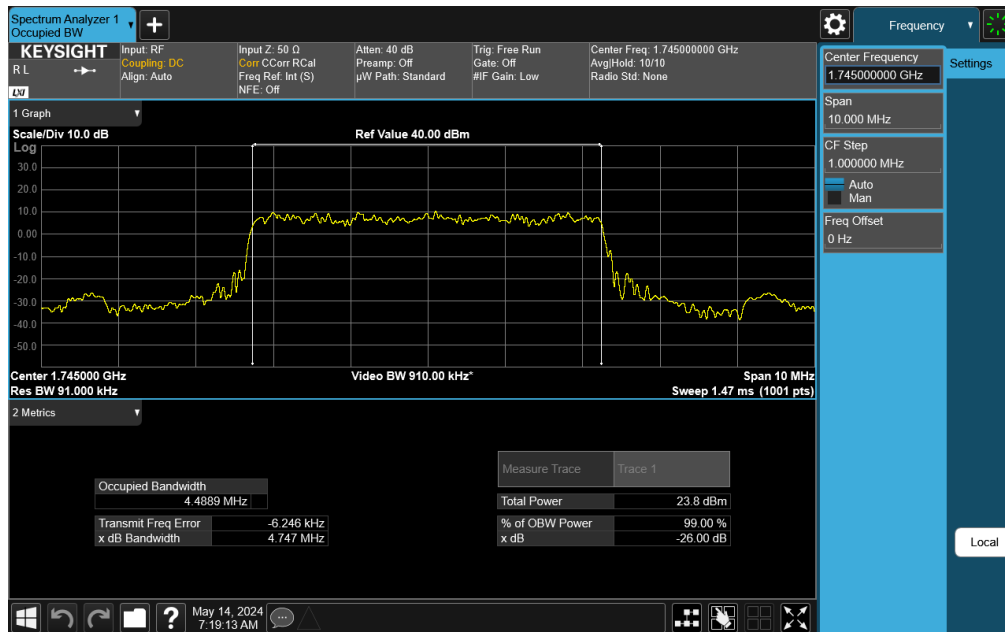 Spectrum Analyzer 1
Occupied BW
Frequency
KEYSIGHT
R L
LXI
Input: RF
Coupling: DC
Align: Auto
Input Z: 50 Ω
Corr CCorr RCal
Freq Ref: Int (S)
NFE: Off
Atten: 40 dB
Preamp: Off
µW Path: Standard
Trig: Free Run
Gate: Off
#IF Gain: Low
Center Freq: 1.745000000 GHz
Avg|Hold: 10/10
Radio Std: None
Center Frequency
1.745000000 GHz
Settings
Span
10.000 MHz
CF Step
1.000000 MHz
Auto
Man
Freq Offset
0 Hz
1 Graph
Scale/Div 10.0 dB
Ref Value 40.00 dBm
Log
30.0
20.0
10.0
0.00
-10.0
-20.0
-30.0
-40.0
-50.0
Center 1.745000 GHz
Video BW 910.00 kHz*
Span 10 MHz
Res BW 91.000 kHz
Sweep 1.47 ms (1001 pts)
2 Metrics
Measure Trace
Trace 1
Occupied Bandwidth
4.4889 MHz
Total Power
23.8 dBm
Transmit Freq Error
-6.246 kHz
% of OBW Power
99.00 %
x dB Bandwidth
4.747 MHz
x dB
-26.00 dB
Local
?
May 14, 2024
7:19:13 AM